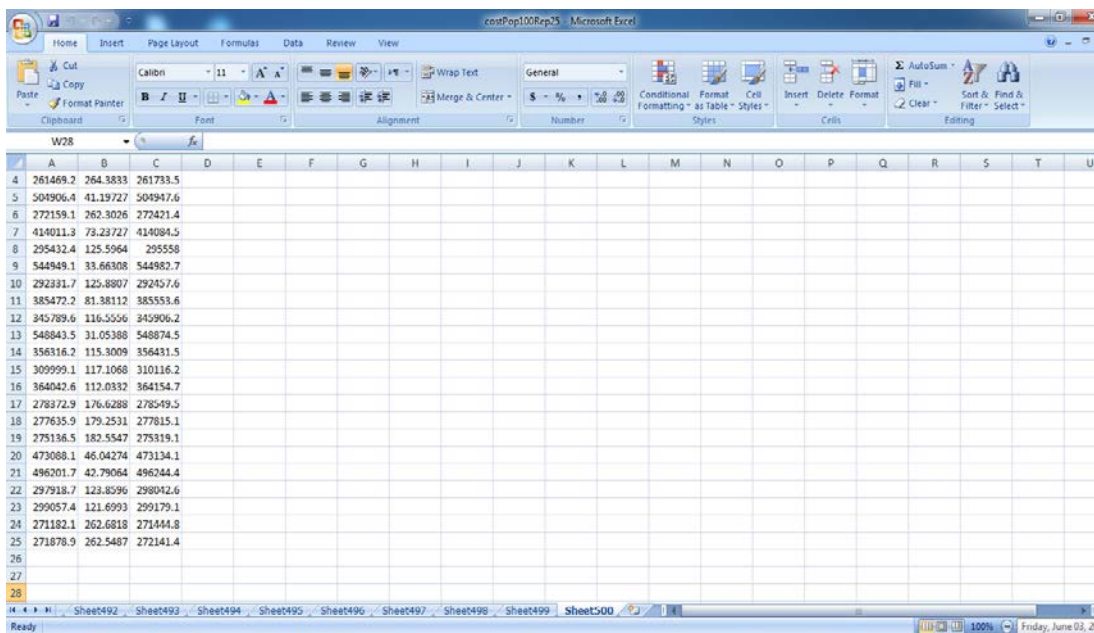 costPop100Rep25 - Microsoft Excel
Home Insert Page Layout Formulas Data Review View
Paste
Cut
Copy
Format Painter
Clipboard
Calibri 11
B I U
Font
Wrap Text
Merge & Center
Alignment
General
$ % ,
Number
Conditional Formatting
Format as Table
Cell Styles
Styles
Insert Delete Format
Cells
Σ AutoSum
Fill
Clear
Sort & Filter
Find & Select
Editing
W28 fx
A B C D E F G H I J K L M N O P Q R S T U
4 261469.2 264.3833 261733.5
5 504906.4 41.19727 504947.6
6 272159.1 262.3026 272421.4
7 414011.3 73.23727 414084.5
8 295432.4 125.5964 295558
9 544949.1 33.66308 544982.7
10 292331.7 125.8807 292457.6
11 385472.2 81.38112 385553.6
12 345789.6 116.5556 345906.2
13 548843.5 31.05388 548874.5
14 356316.2 115.3009 356431.5
15 309999.1 117.1068 310116.2
16 364042.6 112.0332 364154.7
17 278372.9 176.6288 278549.5
18 277635.9 179.2531 277815.1
19 275136.5 182.5547 275319.1
20 473088.1 46.04274 473134.1
21 496201.7 42.79064 496244.4
22 297918.7 123.8596 298042.6
23 299057.4 121.6993 299179.1
24 271182.1 262.6818 271444.8
25 271878.9 262.5487 272141.4
26
27
28
Sheet492 Sheet493 Sheet494 Sheet495 Sheet496 Sheet497 Sheet498 Sheet499 Sheet500
Ready 100% Friday, June 03, 2